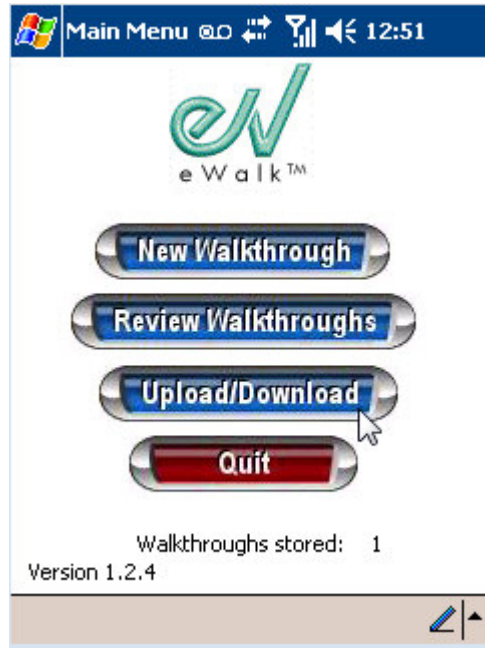 Main Menu 12:51
eW
eWalk™
New Walkthrough
Review Walkthroughs
Upload/Download
Quit
Walkthroughs stored: 1
Version 1.2.4